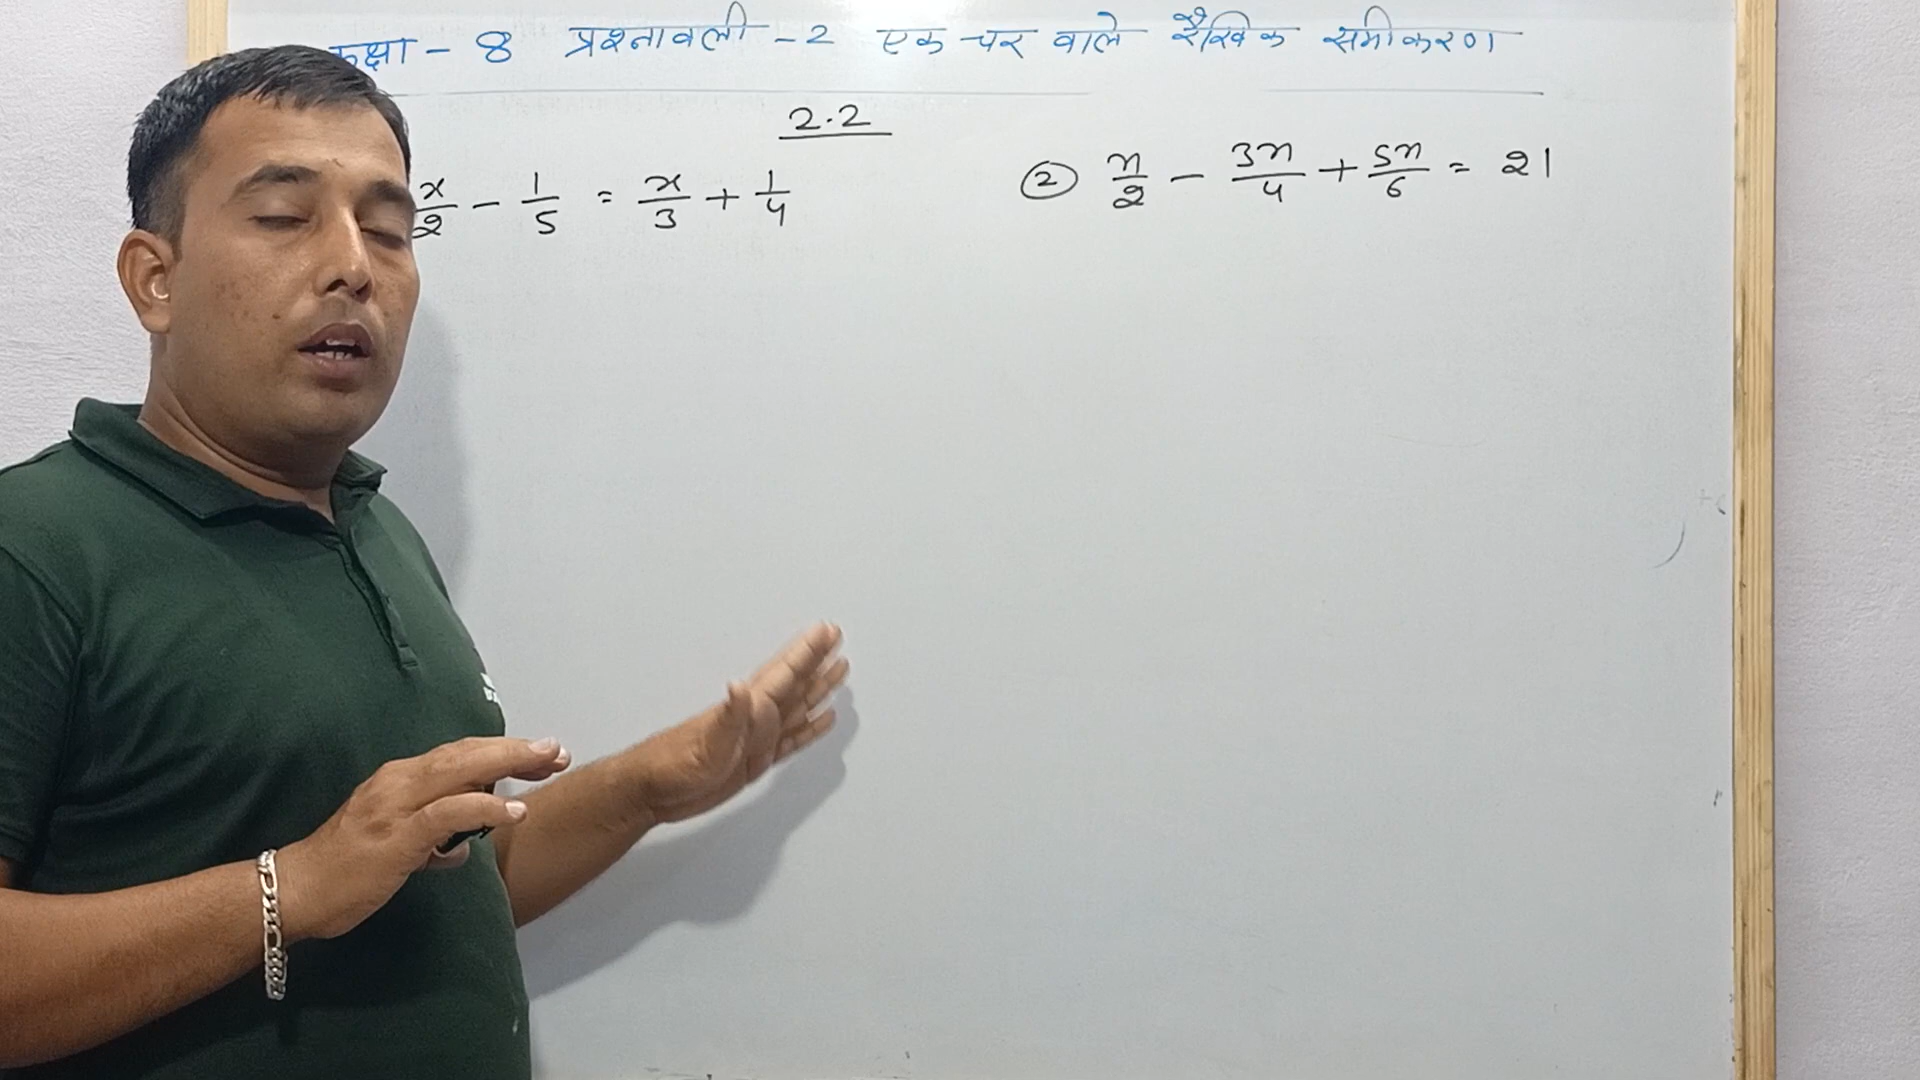 कक्षा - 8 प्रश्नावली - 2 एक चर वाले रैखिक समीकरण
2.2
x/2 - 1/5 = x/3 + 1/4
② n/2 - 3n/4 + 5n/6 = 21